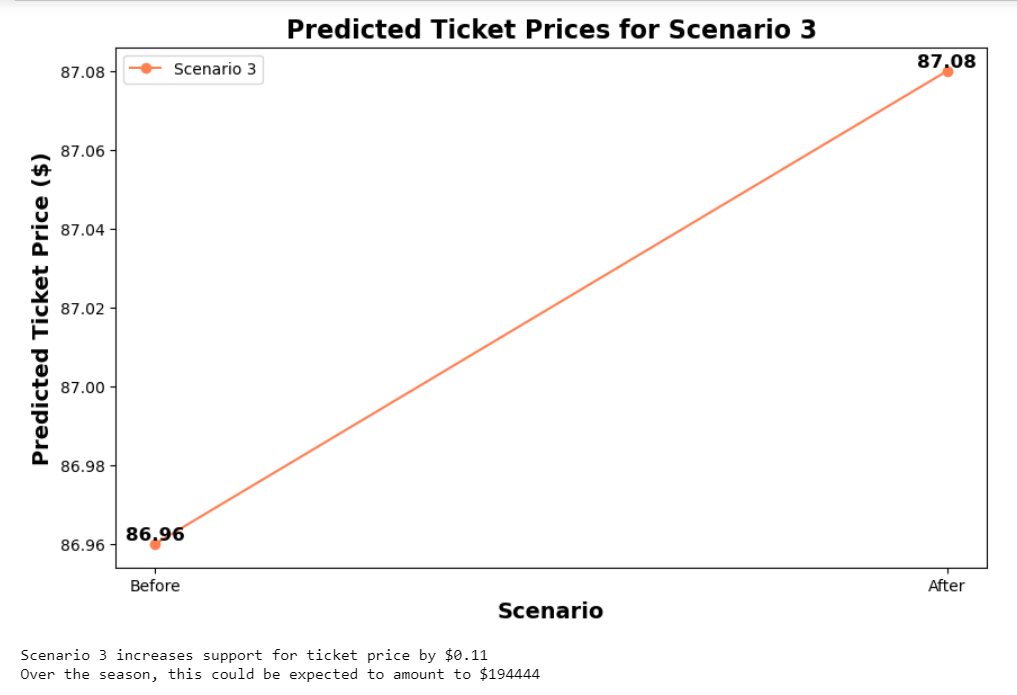 Predicted Ticket Prices for Scenario 3
Scenario 3
87.08
87.08
87.06
87.04
87.02
87.00
86.98
86.96
86.96
Predicted Ticket Price ($)
Before
After
Scenario
Scenario 3 increases support for ticket price by $0.11
Over the season, this could be expected to amount to $194444